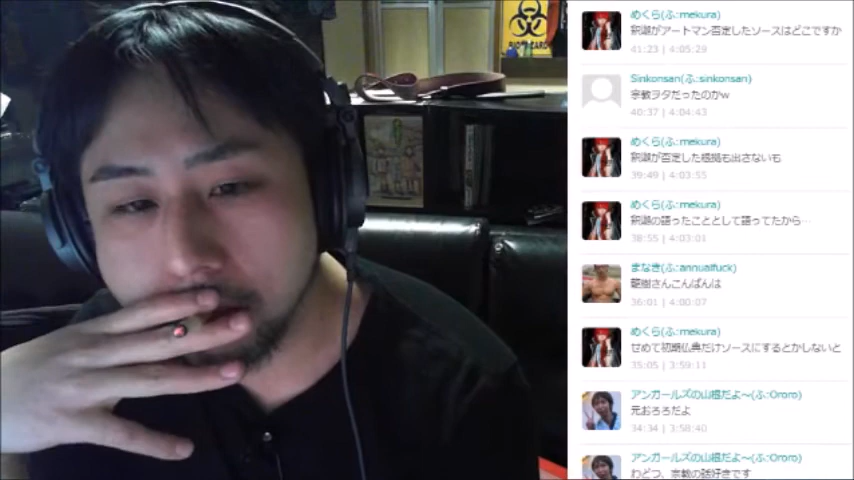 BIOHAZARD
めくら(ふ:mekura)
釈迦がアートマン否定したソースはどこですか
41:23 | 4:05:29
Sinkonsan(ふ:sinkonsan)
宗教ヲタだったのかw
40:37 | 4:04:43
めくら(ふ:mekura)
釈迦が否定した根拠も出さないも
39:49 | 4:03:55
めくら(ふ:mekura)
釈迦の語ったこととして語ってたから…
38:55 | 4:03:01
まなき(ふ:annualfuck)
龍樹さんこんばんは
36:01 | 4:00:07
めくら(ふ:mekura)
せめて初期仏典だけソースにするとかしないと
35:05 | 3:59:11
アンガールズの山根だよ～(ふ:Ororo)
元おろろだよ
34:34 | 3:58:40
アンガールズの山根だよ～(ふ:Ororo)
わどつ、宗教の話好きです